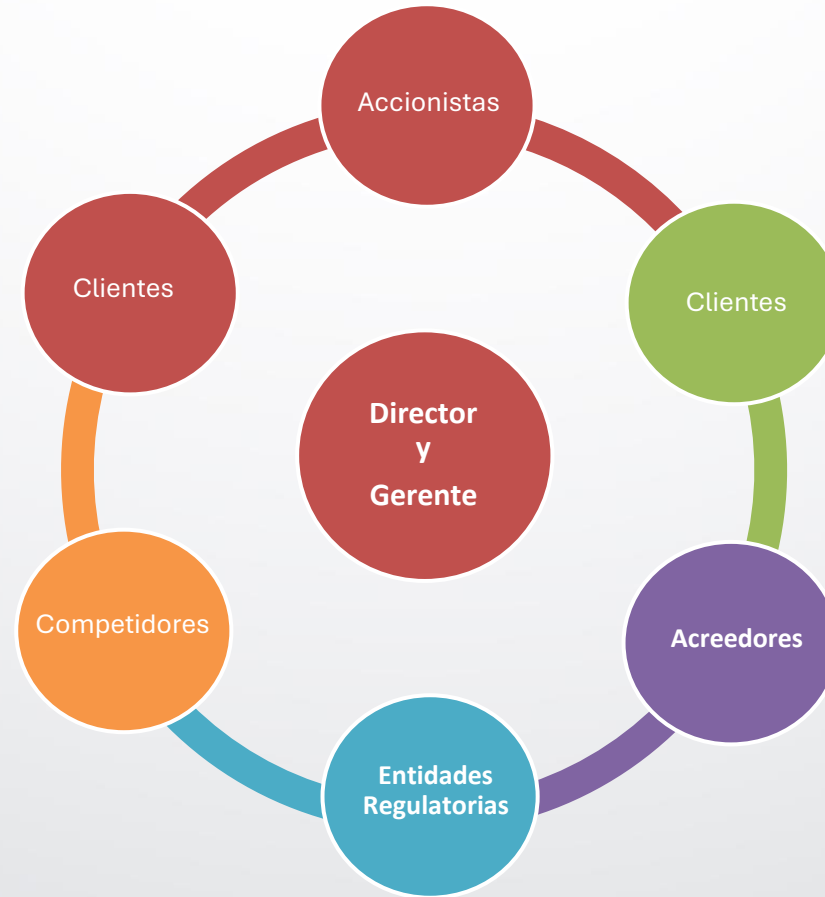 Accionistas
Clientes
Clientes
Director
y
Gerente
Competidores
Acreedores
Entidades
Regulatorias